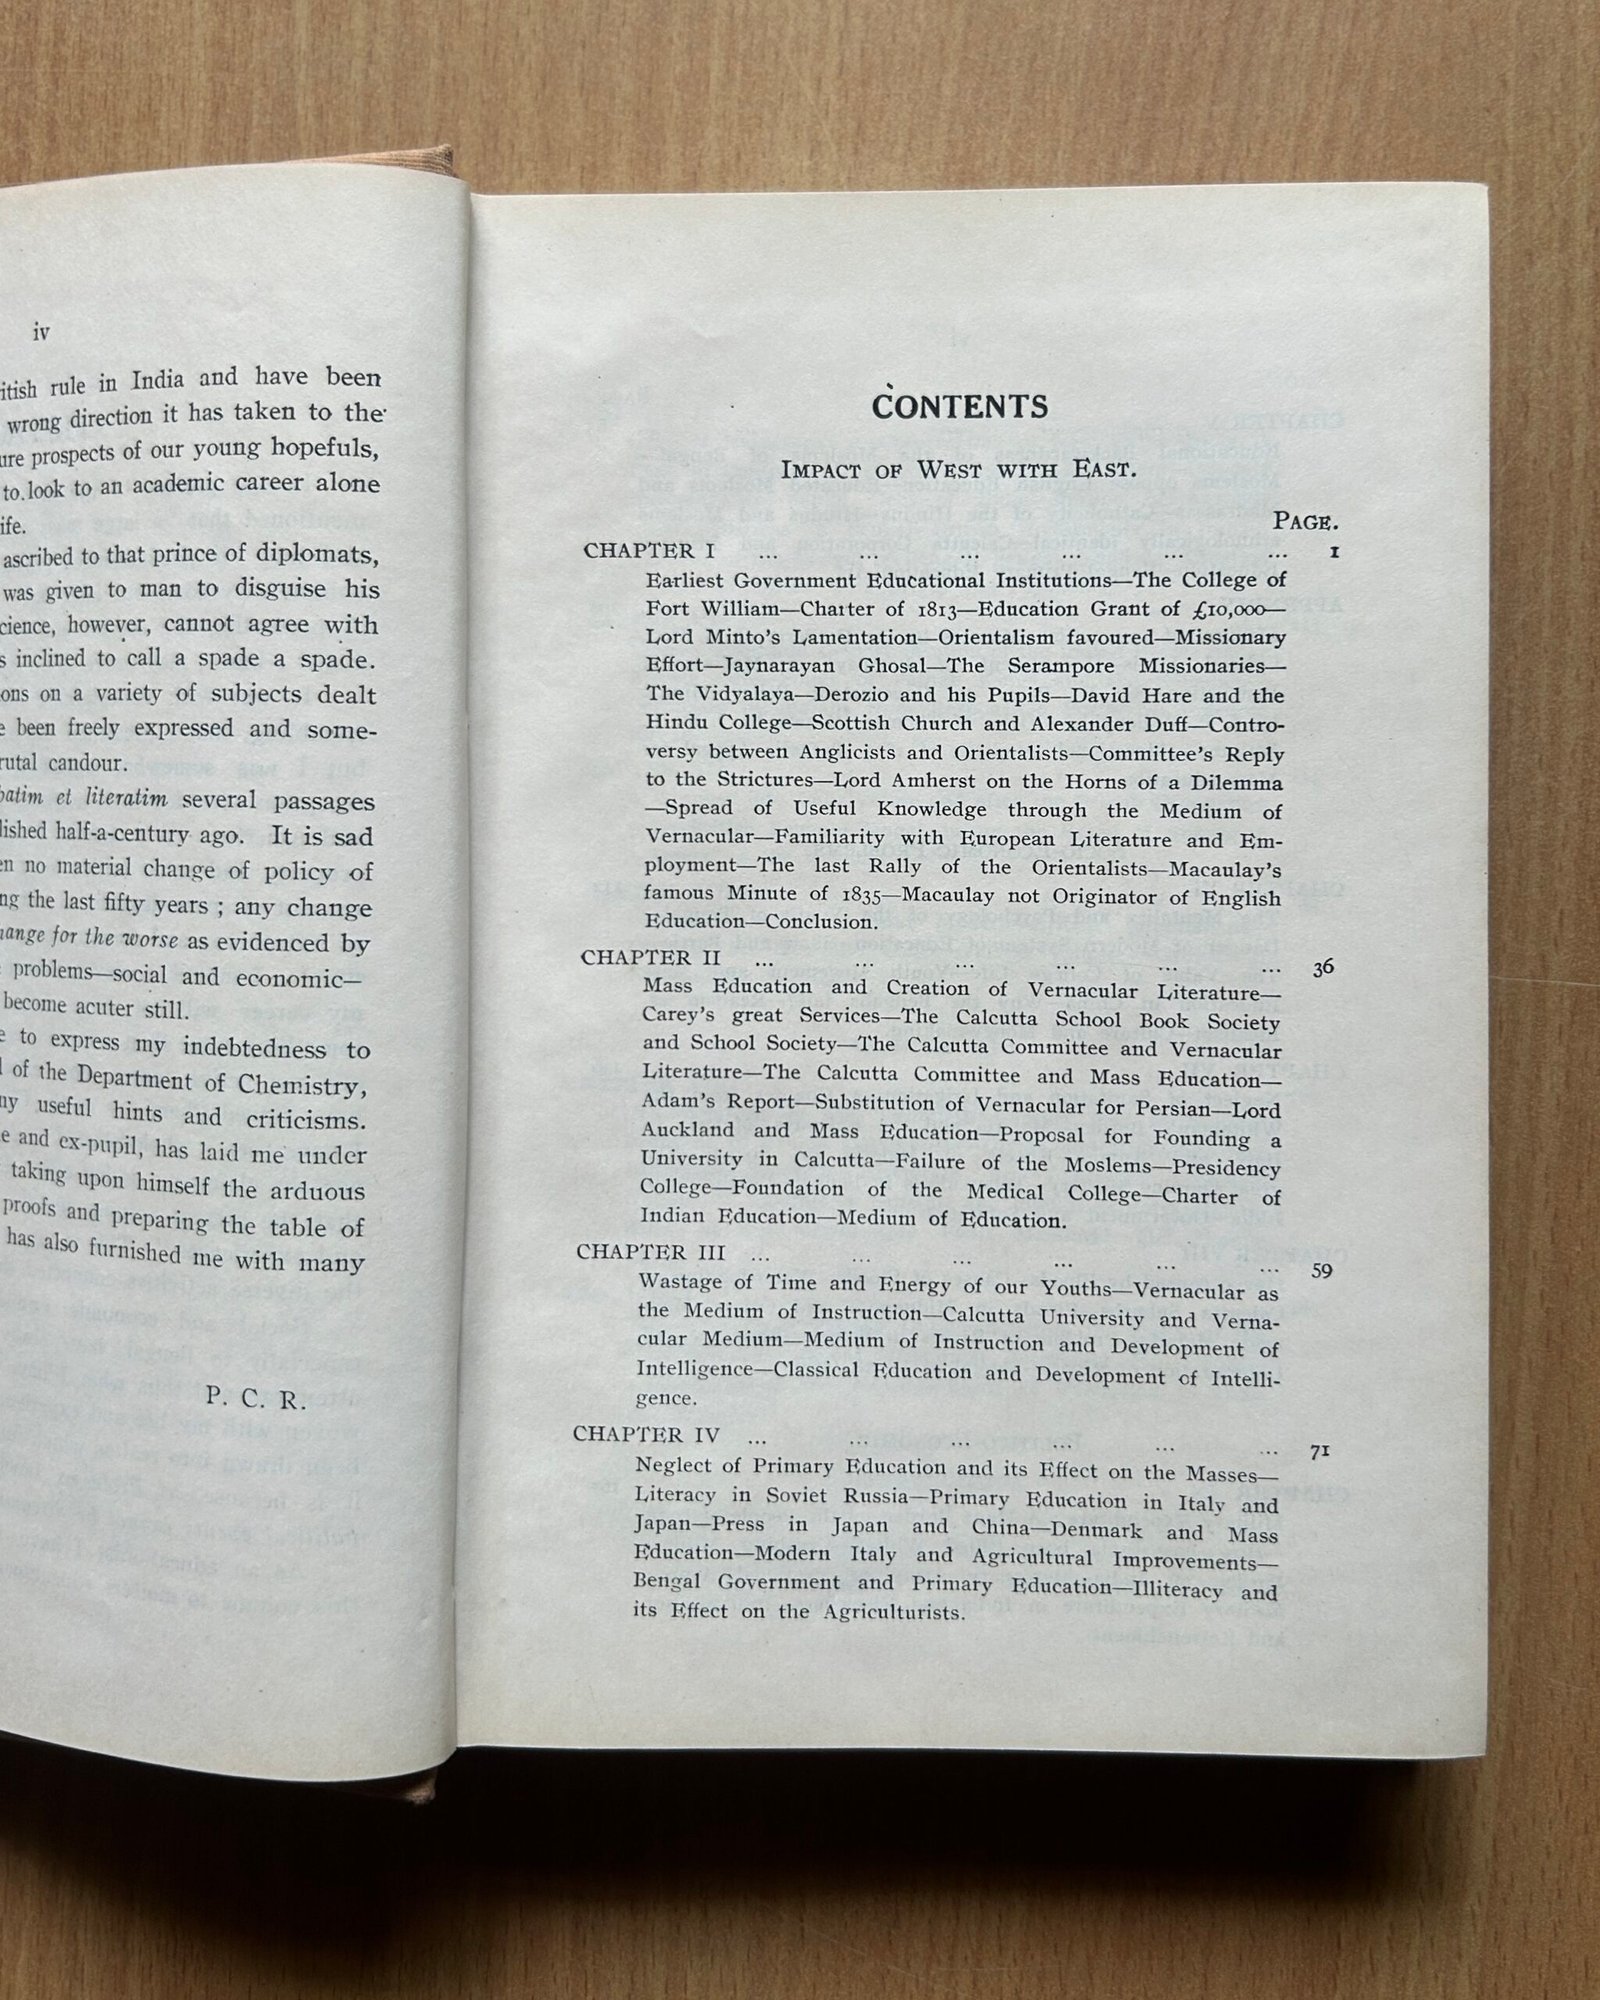 iv
rule in India and have been
wrong direction it has taken to the
prospects of our young hopefuls,
to look to an academic career alone
ascribed to that prince of diplomats,
was given to man to disguise his
however, cannot agree with
inclined to call a spade a spade.
on a variety of subjects dealt
been freely expressed and some-
candour.
et literatim several passages
half-a-century ago. It is sad
no material change of policy of
the last fifty years ; any change
for the worse as evidenced by
problems—social and economic—
become acuter still.
to express my indebtedness to
of the Department of Chemistry,
useful hints and criticisms.
and ex-pupil, has laid me under
taking upon himself the arduous
proofs and preparing the table of
has also furnished me with many
P. C. R.
CONTENTS
IMPACT OF WEST WITH EAST.
PAGE.
CHAPTER I ... ... ... ... ... ... 1
Earliest Government Educational Institutions—The College of
Fort William—Charter of 1813—Education Grant of £10,000—
Lord Minto's Lamentation—Orientalism favoured—Missionary
Effort—Jaynarayan Ghosal—The Serampore Missionaries—
The Vidyalaya—Derozio and his Pupils—David Hare and the
Hindu College—Scottish Church and Alexander Duff—Contro-
versy between Anglicists and Orientalists—Committee's Reply
to the Strictures—Lord Amherst on the Horns of a Dilemma
—Spread of Useful Knowledge through the Medium of
Vernacular—Familiarity with European Literature and Em-
ployment—The last Rally of the Orientalists—Macaulay's
famous Minute of 1835—Macaulay not Originator of English
Education—Conclusion.
CHAPTER II ... ... ... ... ... ... 36
Mass Education and Creation of Vernacular Literature—
Carey's great Services—The Calcutta School Book Society
and School Society—The Calcutta Committee and Vernacular
Literature—The Calcutta Committee and Mass Education—
Adam's Report—Substitution of Vernacular for Persian—Lord
Auckland and Mass Education—Proposal for Founding a
University in Calcutta—Failure of the Moslems—Presidency
College—Foundation of the Medical College—Charter of
Indian Education—Medium of Education.
CHAPTER III ... ... ... ... ... ... 59
Wastage of Time and Energy of our Youths—Vernacular as
the Medium of Instruction—Calcutta University and Verna-
cular Medium—Medium of Instruction and Development of
Intelligence—Classical Education and Development of Intelli-
gence.
CHAPTER IV ... ... ... ... ... ... 71
Neglect of Primary Education and its Effect on the Masses—
Literacy in Soviet Russia—Primary Education in Italy and
Japan—Press in Japan and China—Denmark and Mass
Education—Modern Italy and Agricultural Improvements—
Bengal Government and Primary Education—Illiteracy and
its Effect on the Agriculturists.